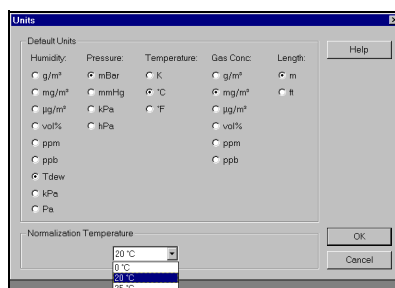 Units
Default Units
Humidity: Pressure: Temperature: Gas Conc: Length:
g/m³ mBar K g/m³ m
mg/m³ mmHg °C mg/m³ ft
µg/m³ kPa °F µg/m³
vol% hPa vol%
ppm ppm
ppb ppb
Tdew
kPa
Pa
Help
Normalization Temperature
20 °C
0 °C
20 °C
25 °C
OK
Cancel